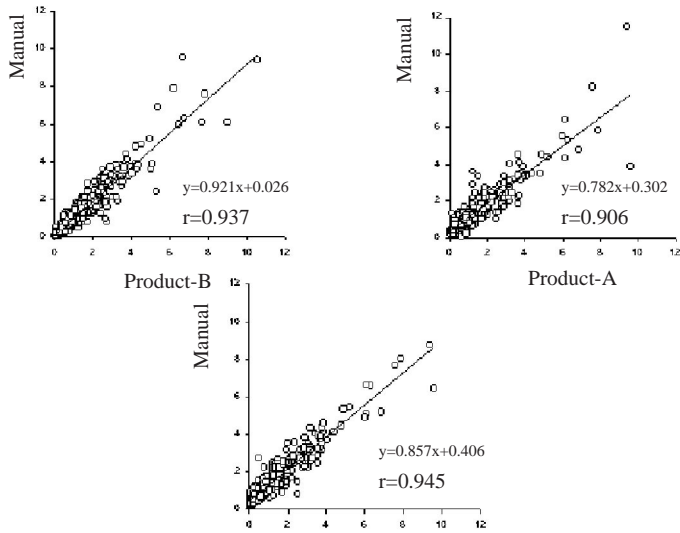 Manual
12
10
8
6
4
2
0
0 2 4 6 8 10 12
y=0.921x+0.026
r=0.937
Product-B
Manual
12
10
8
6
4
2
0
0 2 4 6 8 10 12
y=0.782x+0.302
r=0.906
Product-A
Manual
12
10
8
6
4
2
0
0 2 4 6 8 10 12
y=0.857x+0.406
r=0.945